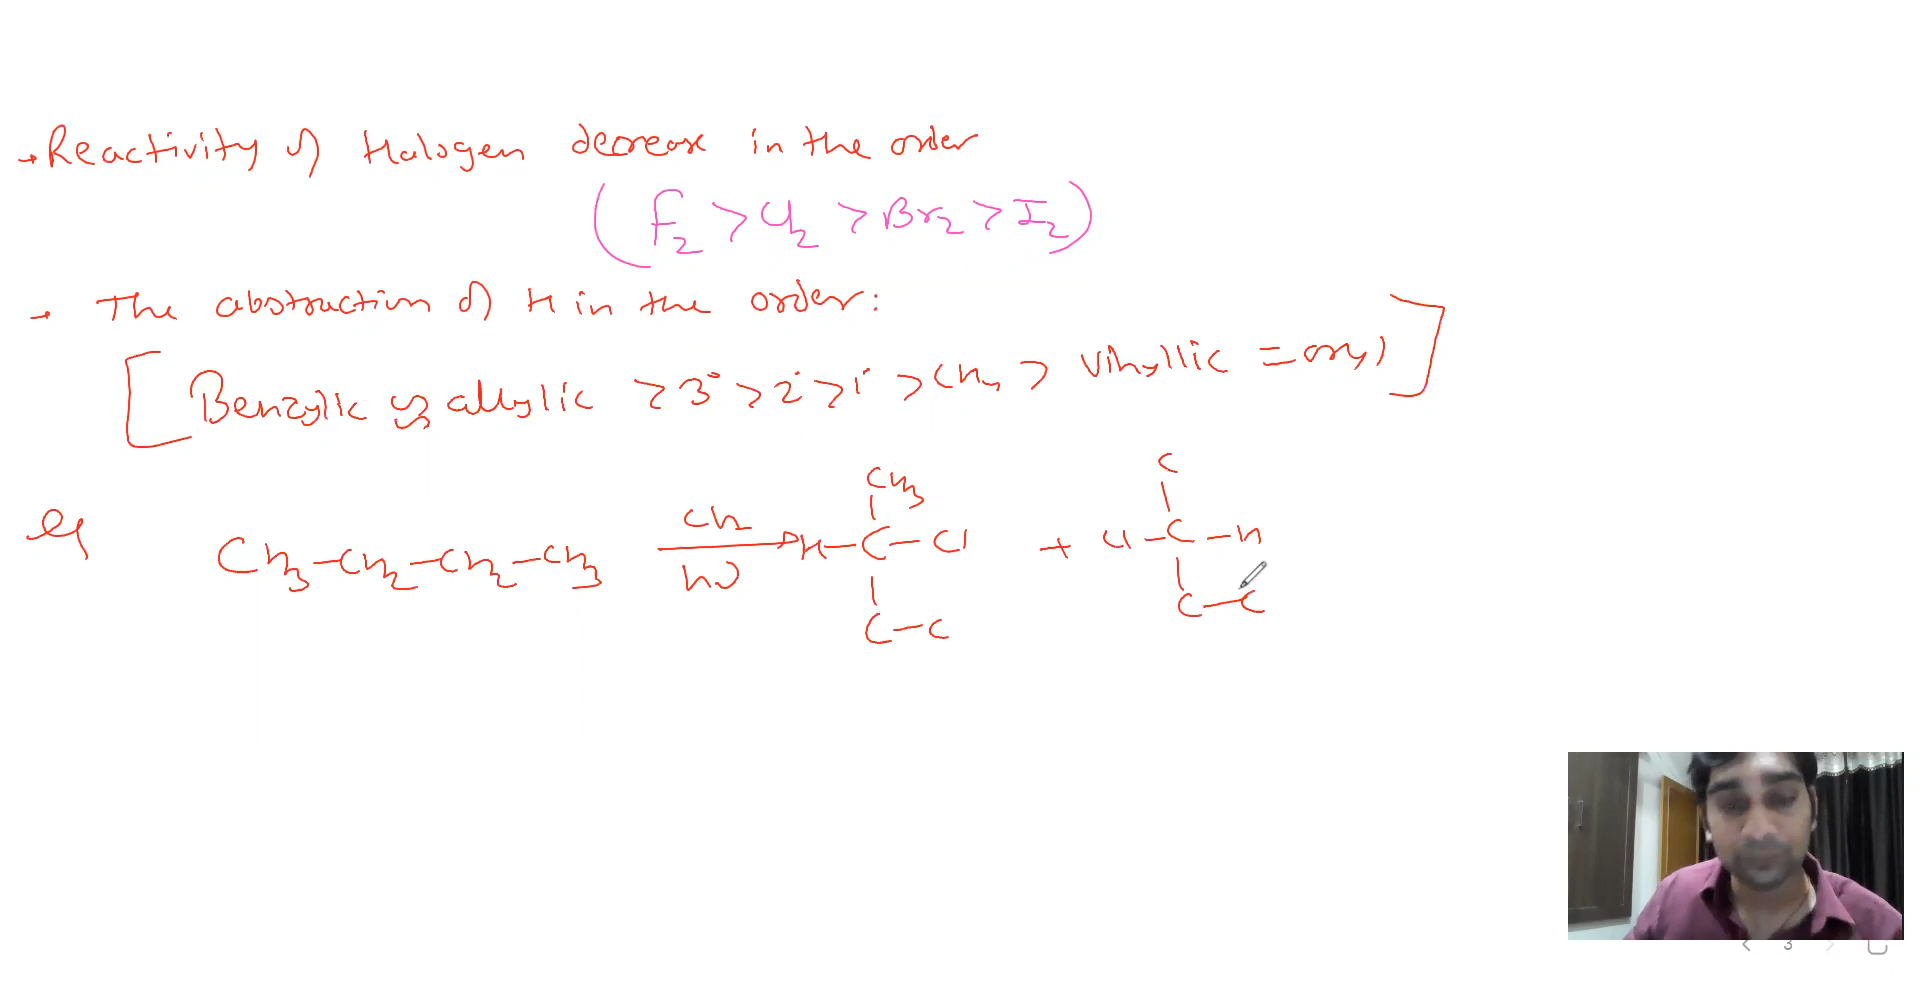 → Reactivity of Halogen decrease in the order
(F₂ > Cl₂ > Br₂ > I₂)
→ The abstraction of H in the order:
[Benzylic allylic > 3° > 2° > 1° > CH₄ > Vinyllic = aryl]
eg CH₃–CH₂–CH₂–CH₃ Cl₂ hν → H–C–Cl CH₃ C–C + Cl–C–H C C–C
< 3 >